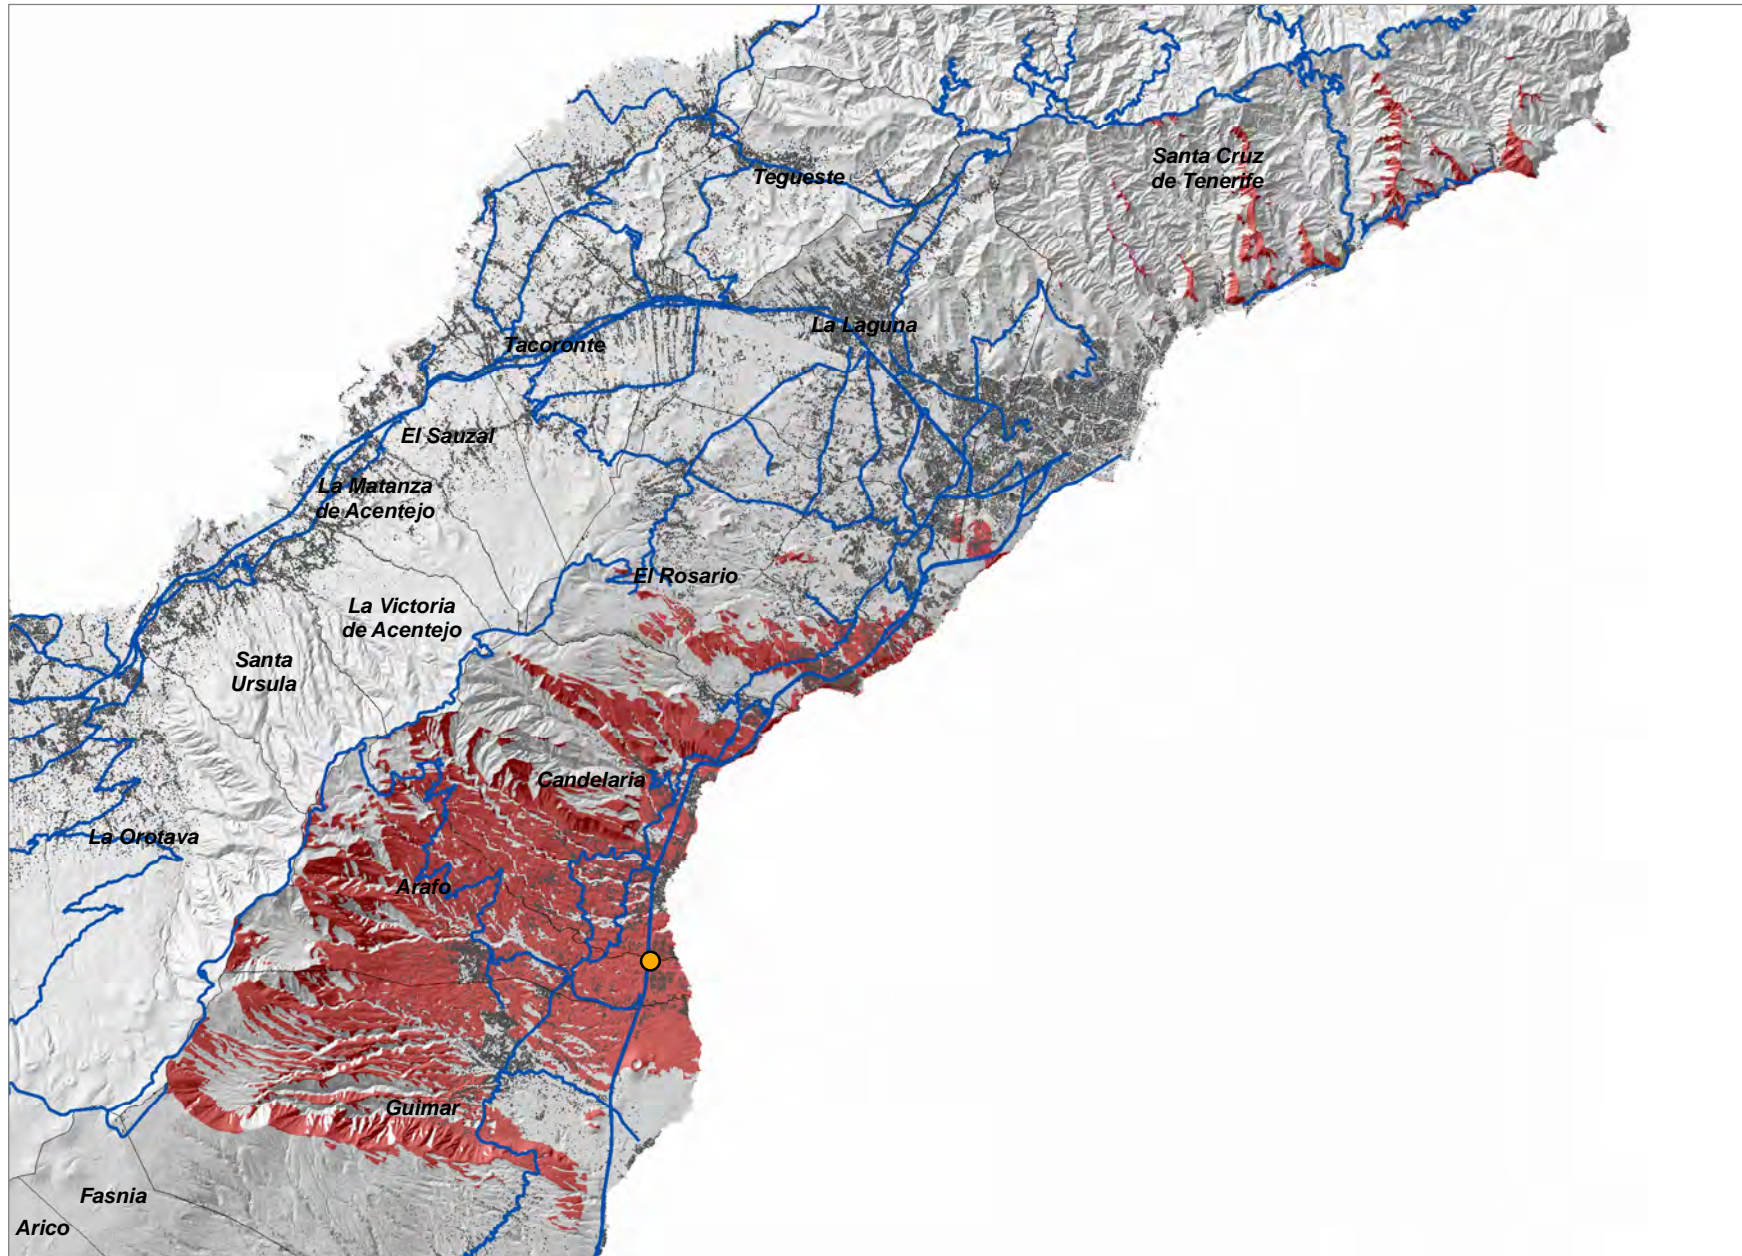 Santa Cruz
de Tenerife
Tegueste
La Laguna
Tacoronte
El Sauzal
La Matanza
de Acentejo
El Rosario
La Victoria
de Acentejo
Santa
Ursula
Candelaria
La Orotava
Arafo
Guimar
Fasnia
Arico